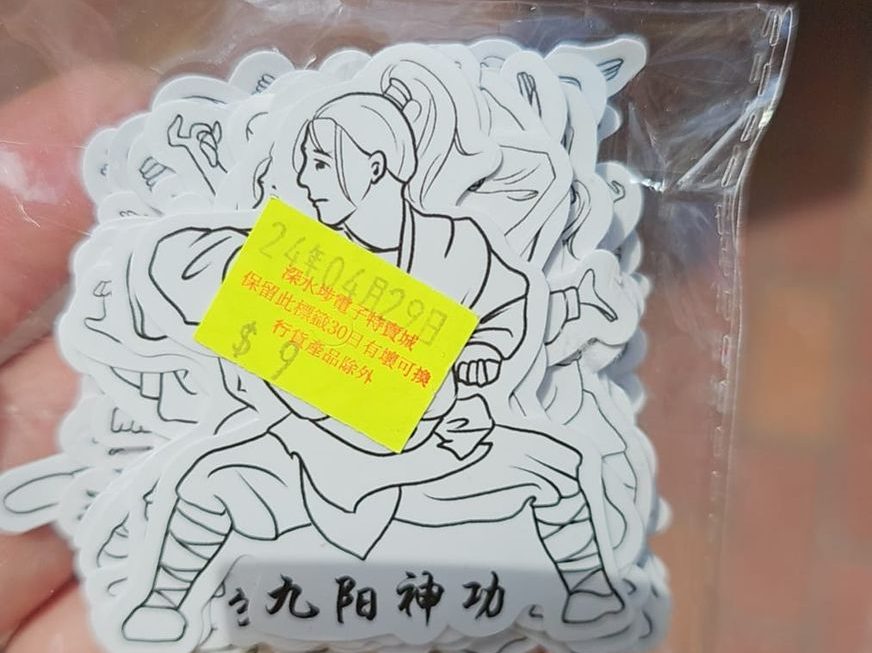 24年04月29日
深水埗電子特賣城
保留此標籤30日有壞可換
行貨產品除外
$ 9
九阳神功